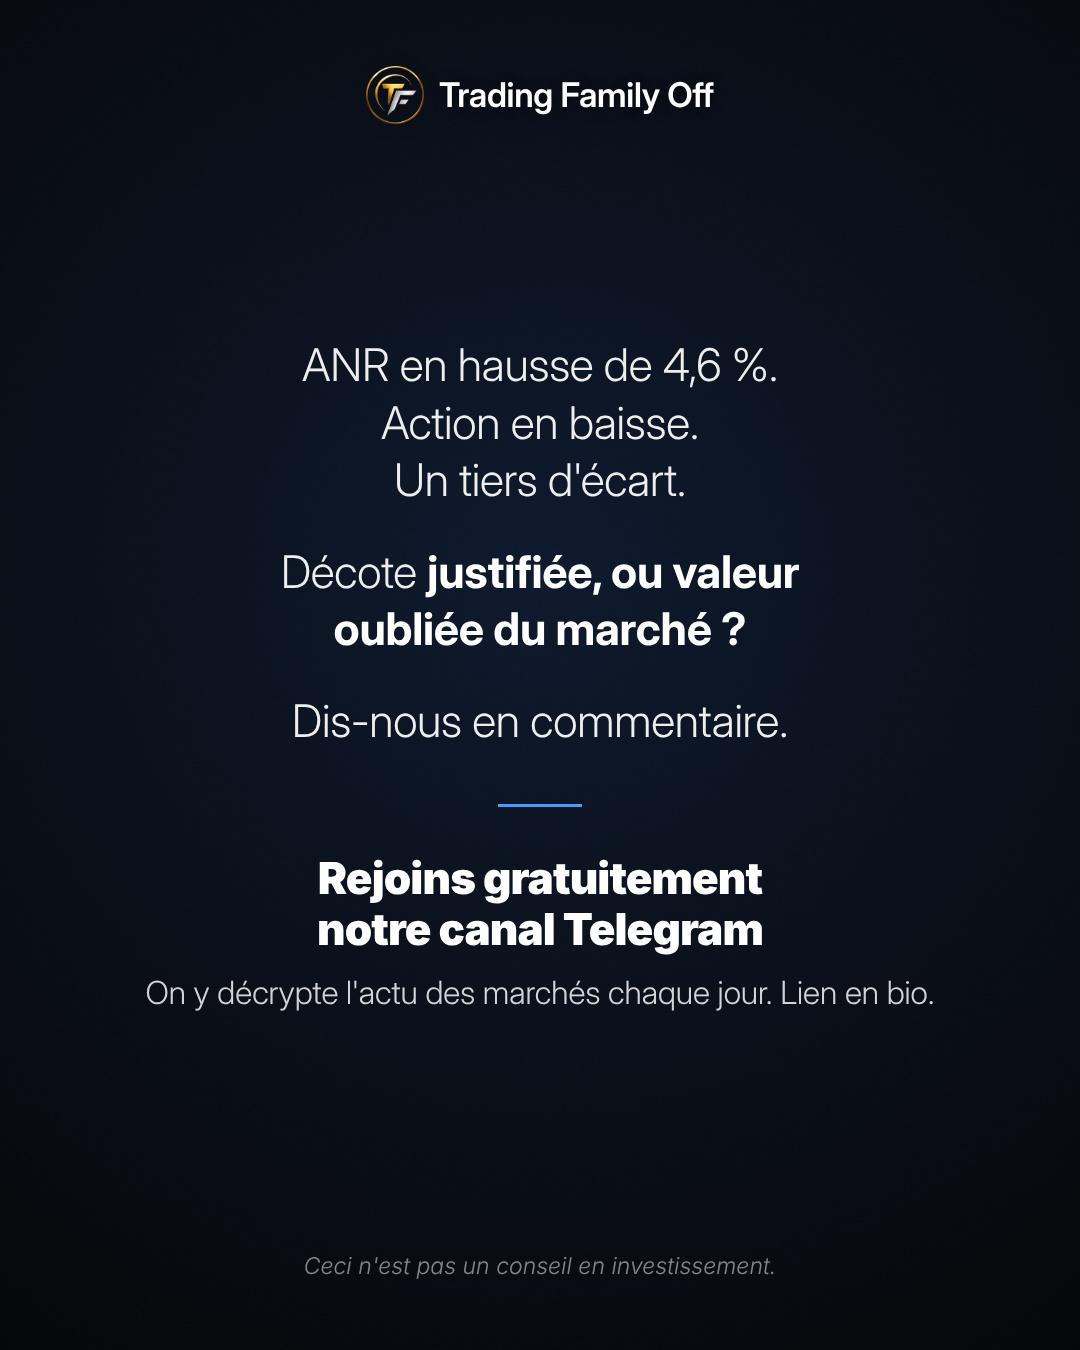 TF Trading Family Off
ANR en hausse de 4,6 %.
Action en baisse.
Un tiers d'écart.
Décote justifiée, ou valeur
oubliée du marché ?
Dis-nous en commentaire.
Rejoins gratuitement
notre canal Telegram
On y décrypte l'actu des marchés chaque jour. Lien en bio.
Ceci n'est pas un conseil en investissement.